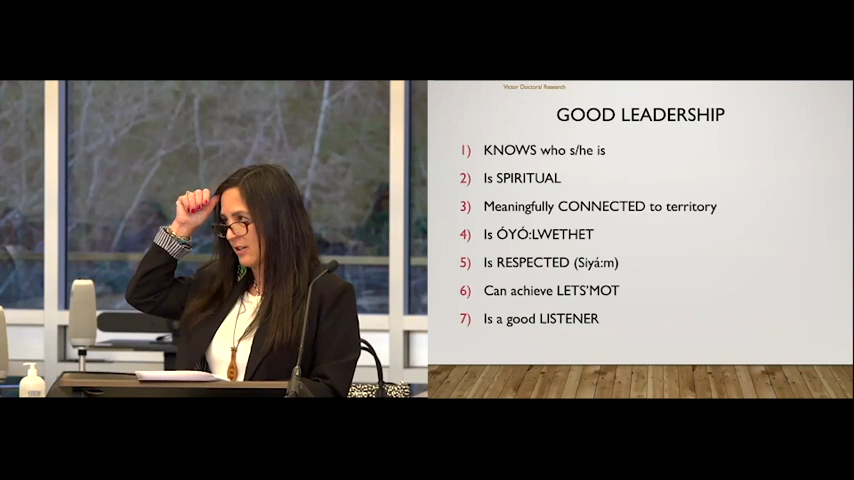 Victor Doctoral Research
GOOD LEADERSHIP
1) KNOWS who s/he is
2) Is SPIRITUAL
3) Meaningfully CONNECTED to territory
4) Is ÓYÓ:LWETHET
5) Is RESPECTED (Siyá:m)
6) Can achieve LETS'MOT
7) Is a good LISTENER